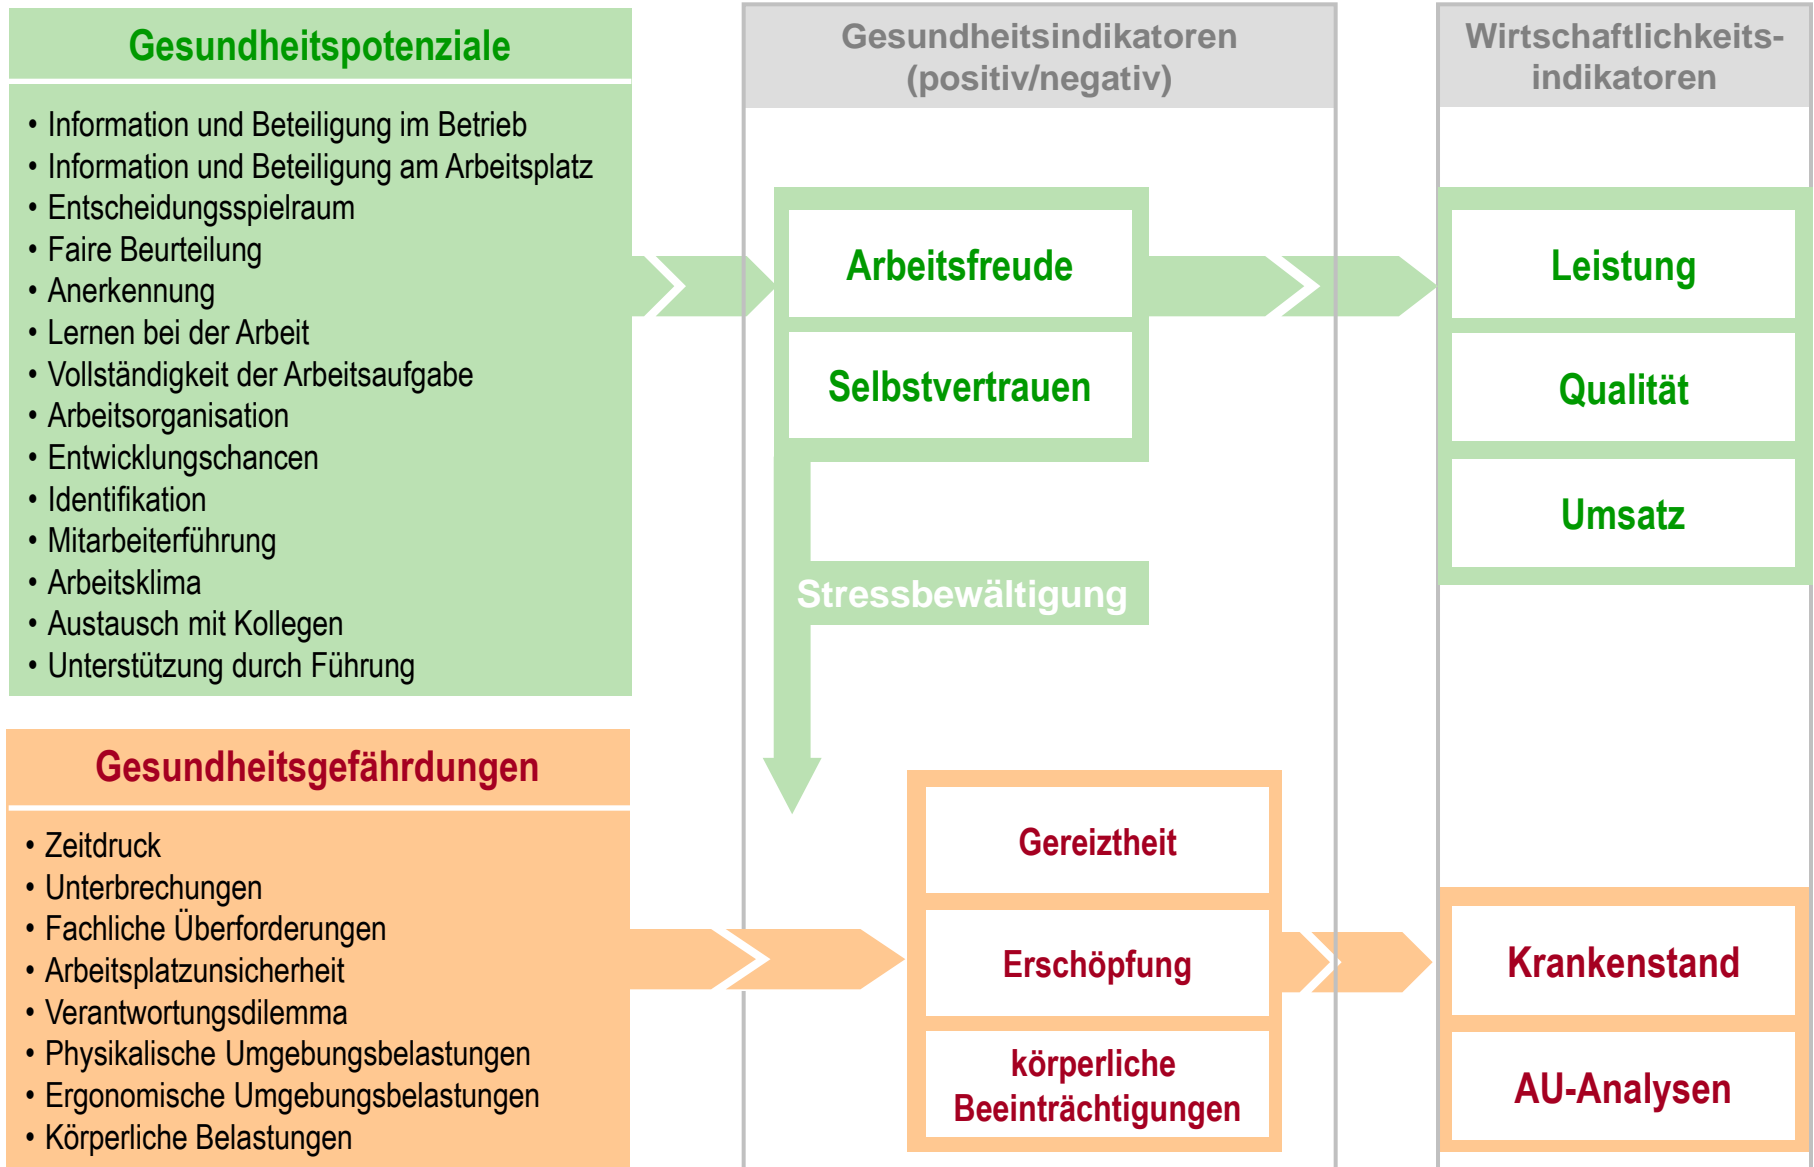 Gesundheitspotenziale
• Information und Beteiligung im Betrieb
• Information und Beteiligung am Arbeitsplatz
• Entscheidungsspielraum
• Faire Beurteilung
• Anerkennung
• Lernen bei der Arbeit
• Vollständigkeit der Arbeitsaufgabe
• Arbeitsorganisation
• Entwicklungschancen
• Identifikation
• Mitarbeiterführung
• Arbeitsklima
• Austausch mit Kollegen
• Unterstützung durch Führung
Gesundheitsgefährdungen
• Zeitdruck
• Unterbrechungen
• Fachliche Überforderungen
• Arbeitsplatzunsicherheit
• Verantwortungsdilemma
• Physikalische Umgebungsbelastungen
• Ergonomische Umgebungsbelastungen
• Körperliche Belastungen
Gesundheitsindikatoren
(positiv/negativ)
Arbeitsfreude
Selbstvertrauen
Stressbewältigung
Gereiztheit
Erschöpfung
körperliche
Beeinträchtigungen
Wirtschaftlichkeits-
indikatoren
Leistung
Qualität
Umsatz
Krankenstand
AU-Analysen